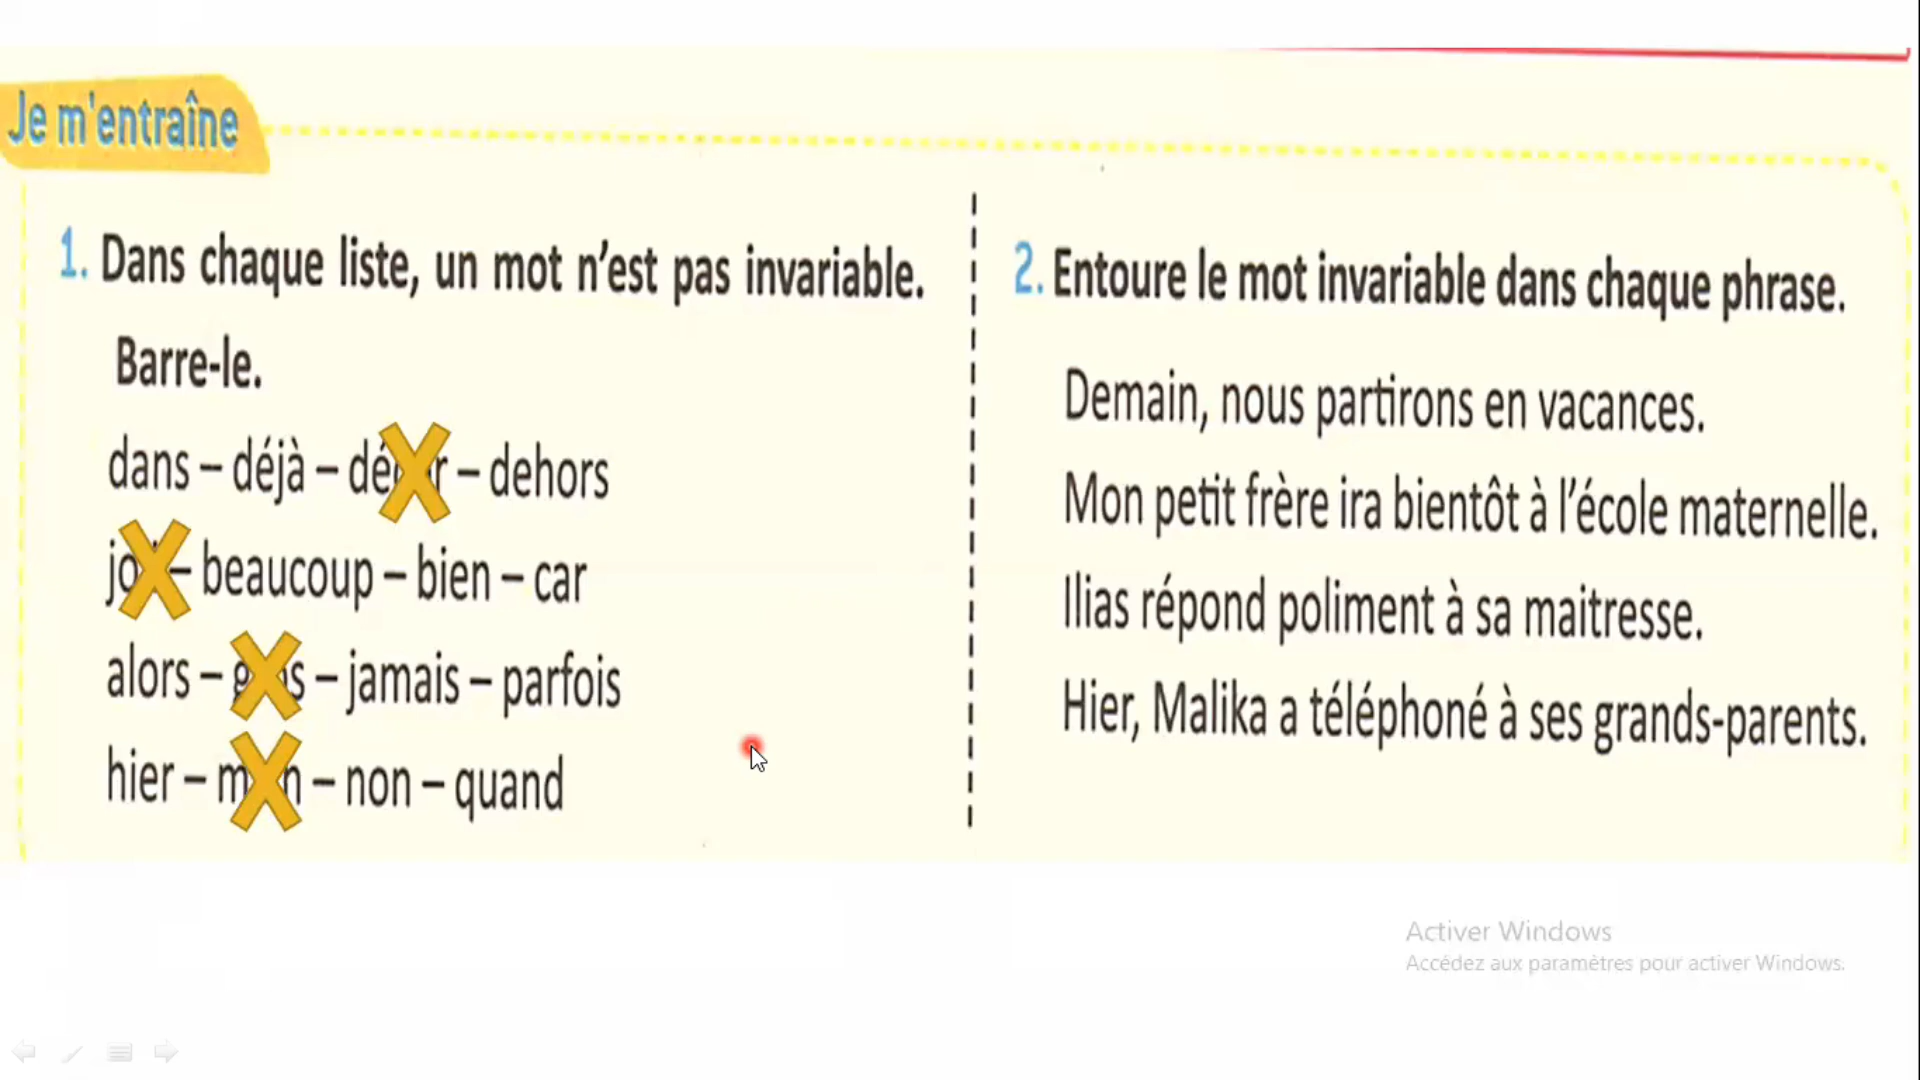 Je m'entraîne
1. Dans chaque liste, un mot n'est pas invariable.
Barre-le.
dans – déjà – – dehors
– beaucoup – bien – car
alors – – jamais – parfois
hier – – non – quand
2. Entoure le mot invariable dans chaque phrase.
Demain, nous partirons en vacances.
Mon petit frère ira bientôt à l'école maternelle.
Ilias répond poliment à sa maitresse.
Hier, Malika a téléphoné à ses grands-parents.
Activer Windows
Accédez aux paramètres pour activer Windows.